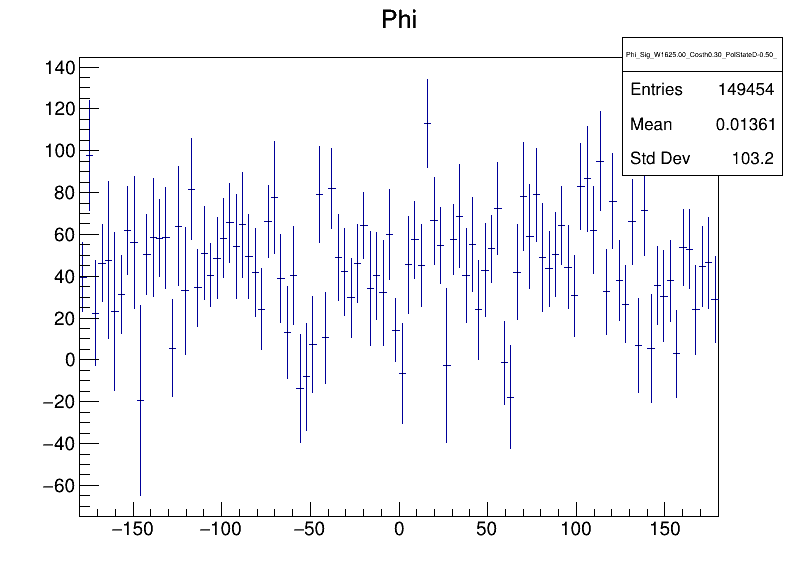 Phi
Phi_Sig_W1625.00_Costh0.30_PolStateD-0.50_
Entries 149454
Mean 0.01361
Std Dev 103.2
140
120
100
80
60
40
20
0
−20
−40
−60
−150 −100 −50 0 50 100 150